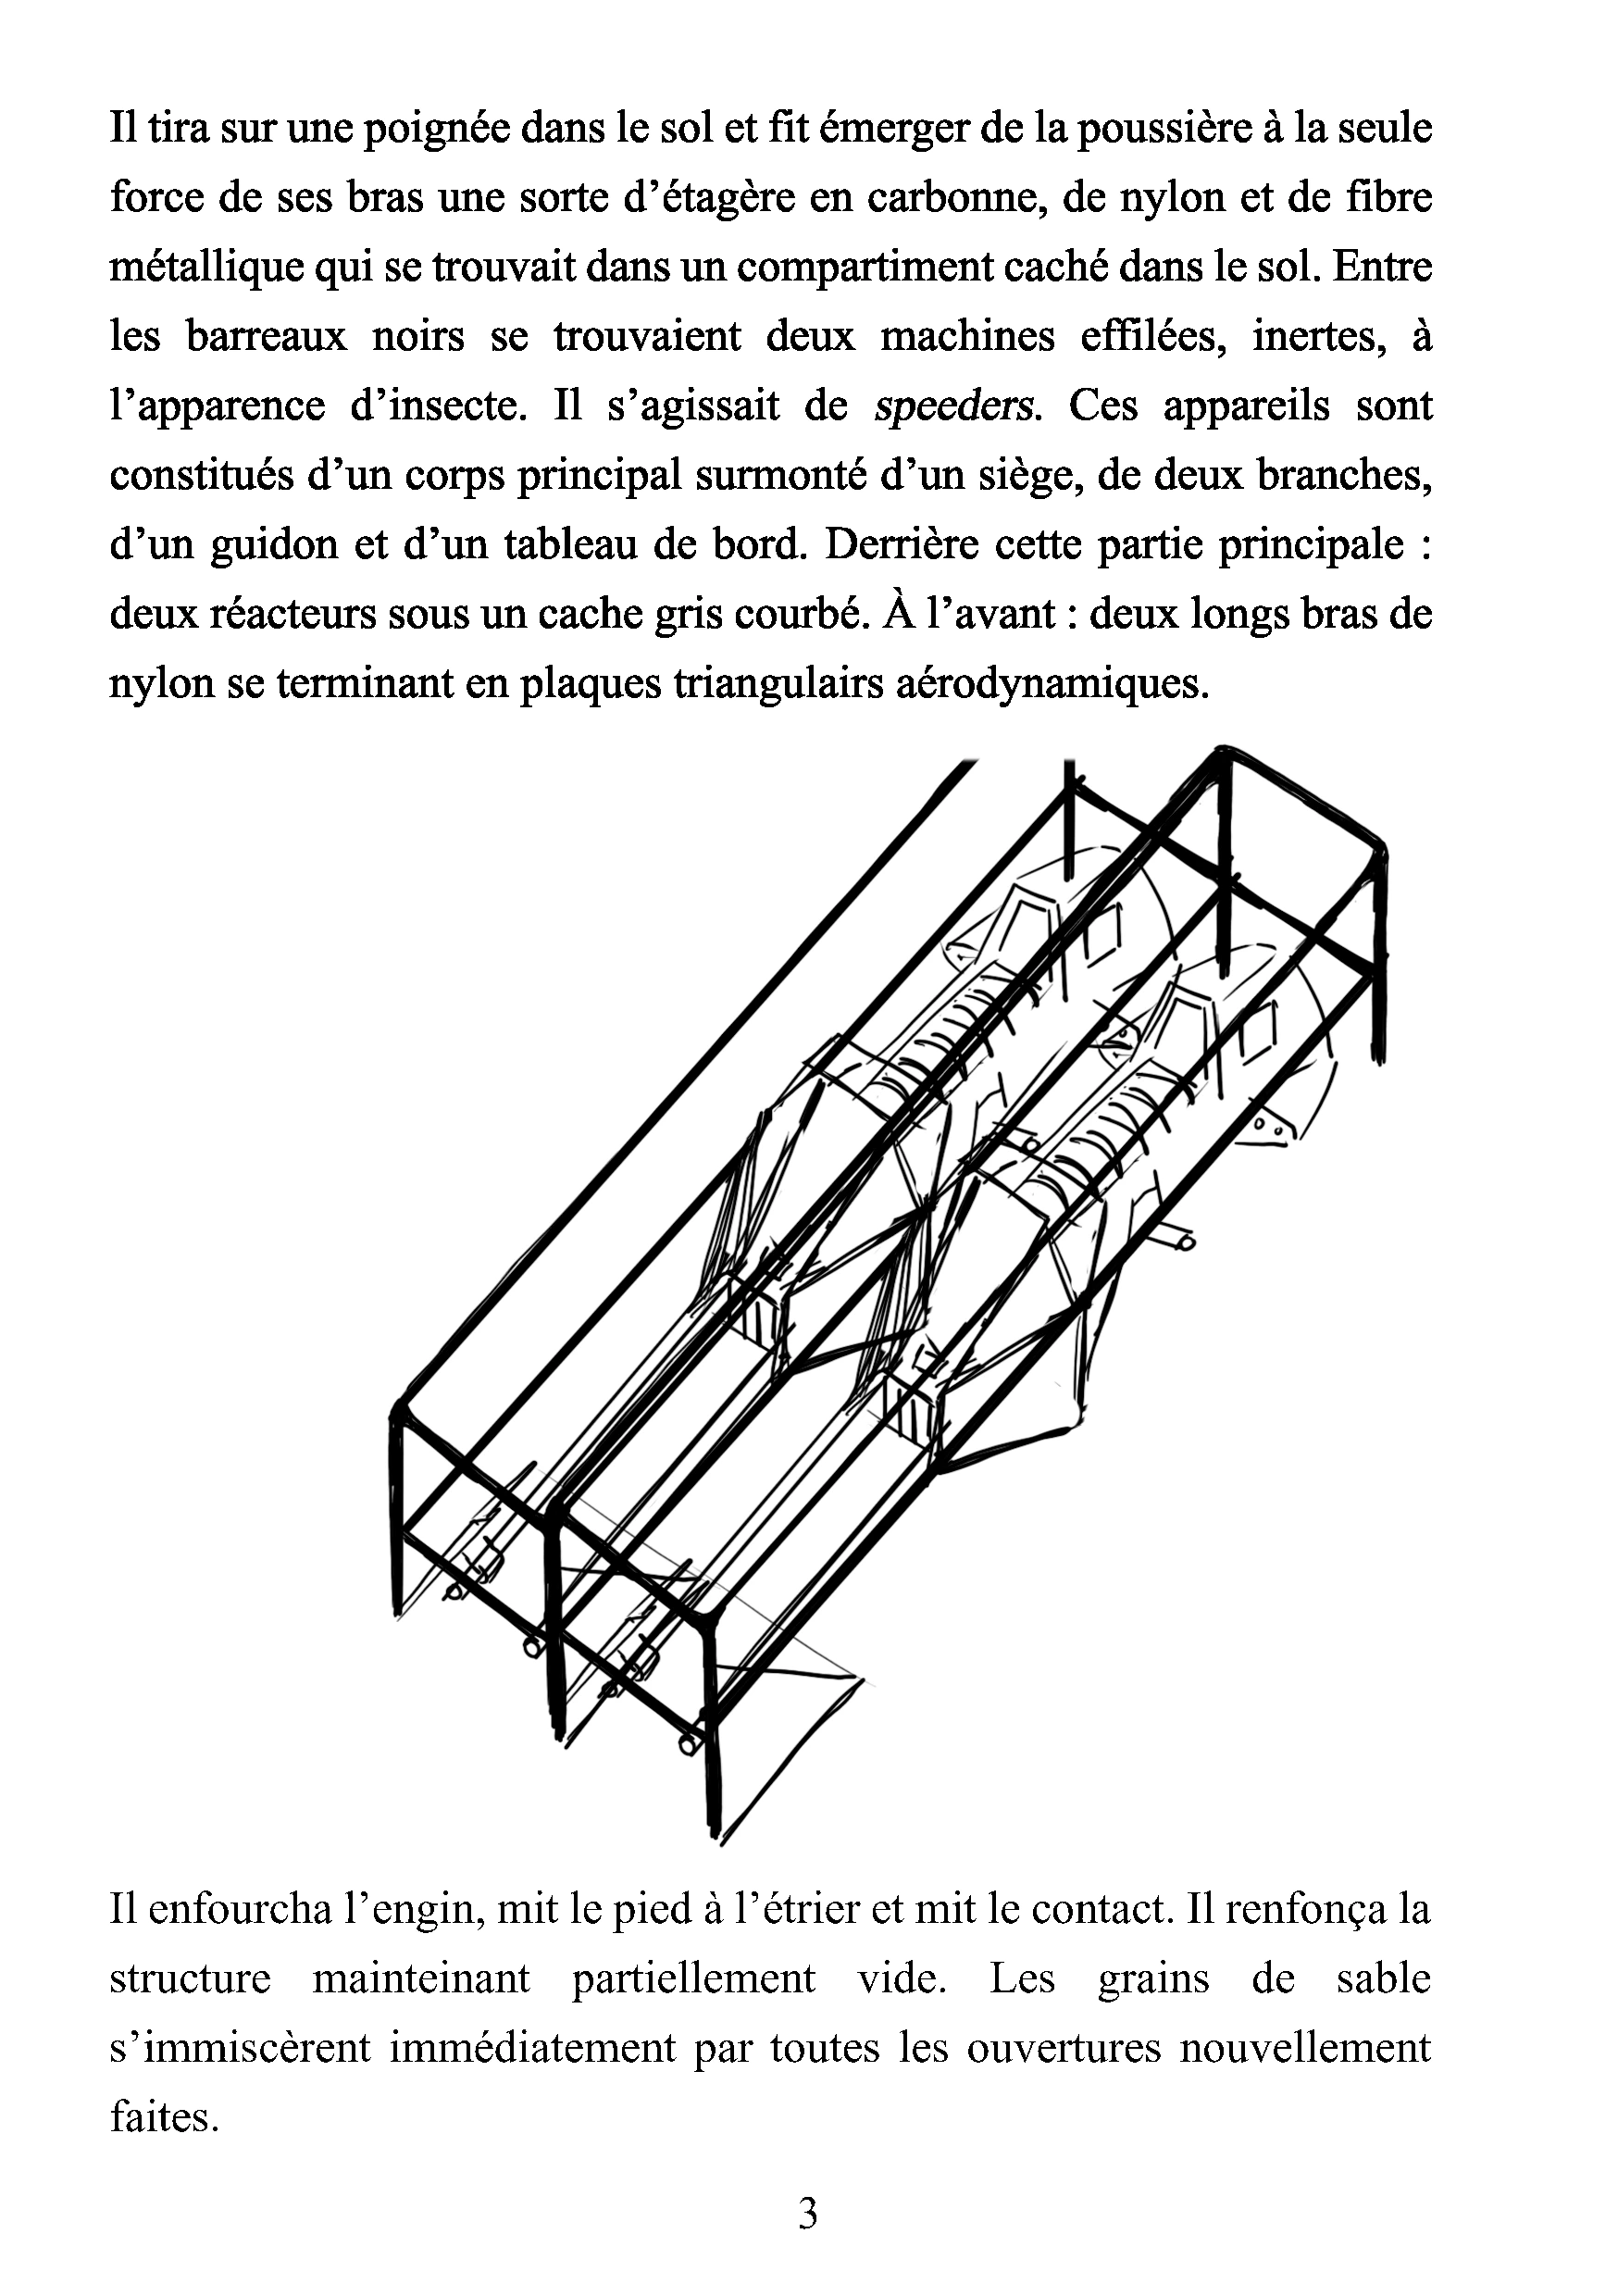 Il tira sur une poignée dans le sol et fit émerger de la poussière à la seule
force de ses bras une sorte d’étagère en carbonne, de nylon et de fibre
métallique qui se trouvait dans un compartiment caché dans le sol. Entre
les barreaux noirs se trouvaient deux machines effilées, inertes, à
l’apparence d’insecte. Il s’agissait de speeders. Ces appareils sont
constitués d’un corps principal surmonté d’un siège, de deux branches,
d’un guidon et d’un tableau de bord. Derrière cette partie principale :
deux réacteurs sous un cache gris courbé. À l’avant : deux longs bras de
nylon se terminant en plaques triangulairs aérodynamiques.
Il enfourcha l’engin, mit le pied à l’étrier et mit le contact. Il renfonça la
structure mainteinant partiellement vide. Les grains de sable
s’immiscèrent immédiatement par toutes les ouvertures nouvellement
faites.
3